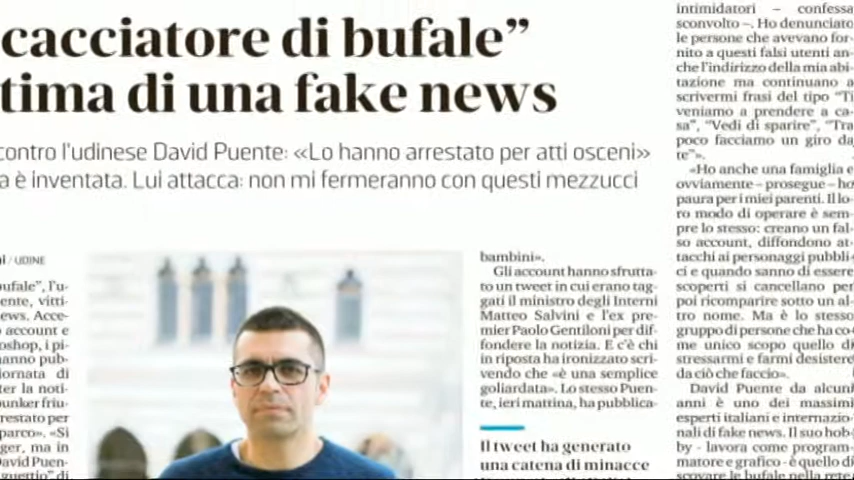 cacciatore di bufale”
tima di una fake news
contro l'udinese David Puente: «Lo hanno arrestato per atti osceni»
a è inventata. Lui attacca: non mi fermeranno con questi mezzucci
/ UDINE
bufale”, l'u-
ente, vitti-
ews. Acce-
account e
oshop, i pi-
anno pub-
iornata di
ter la noti-
bunker friu-
restato per
parco». «Si
ger, ma in
David Puen-
guettio” di
bambini».
Gli account hanno sfrutta-
to un tweet in cui erano tag-
gati il ministro degli Interni
Matteo Salvini e l'ex pre-
mier Paolo Gentiloni per dif-
fondere la notizia. E c'è chi
in riposta ha ironizzato scri-
vendo che «è una semplice
goliardata». Lo stesso Puen-
te, ieri mattina, ha pubblica-
Il tweet ha generato
una catena di minacce
intimidatori – confessa
sconvolto –. Ho denunciato
le persone che avevano for-
nito a questi falsi utenti an-
che l'indirizzo della mia abi-
tazione ma continuano a
scrivermi frasi del tipo “Ti
veniamo a prendere a ca-
sa”, “Vedi di sparire”, “Tra
poco facciamo un giro da
te”».
«Ho anche una famiglia e
ovviamente – prosegue – ho
paura per i miei parenti. Il lo-
ro modo di operare è sem-
pre lo stesso: creano un fal-
so account, diffondono at-
tacchi ai personaggi pubbli-
ci e quando sanno di essere
scoperti si cancellano per
poi ricomparire sotto un al-
tro nome. Ma è lo stesso
gruppo di persone che ha co-
me unico scopo quello di
stressarmi e farmi desistere
da ciò che faccio».
David Puente da alcuni
anni è uno dei massimi
esperti italiani e internazio-
nali di fake news. Il suo hob-
by - lavora come program-
matore e grafico - è quello di
scovare le bufale nella rete